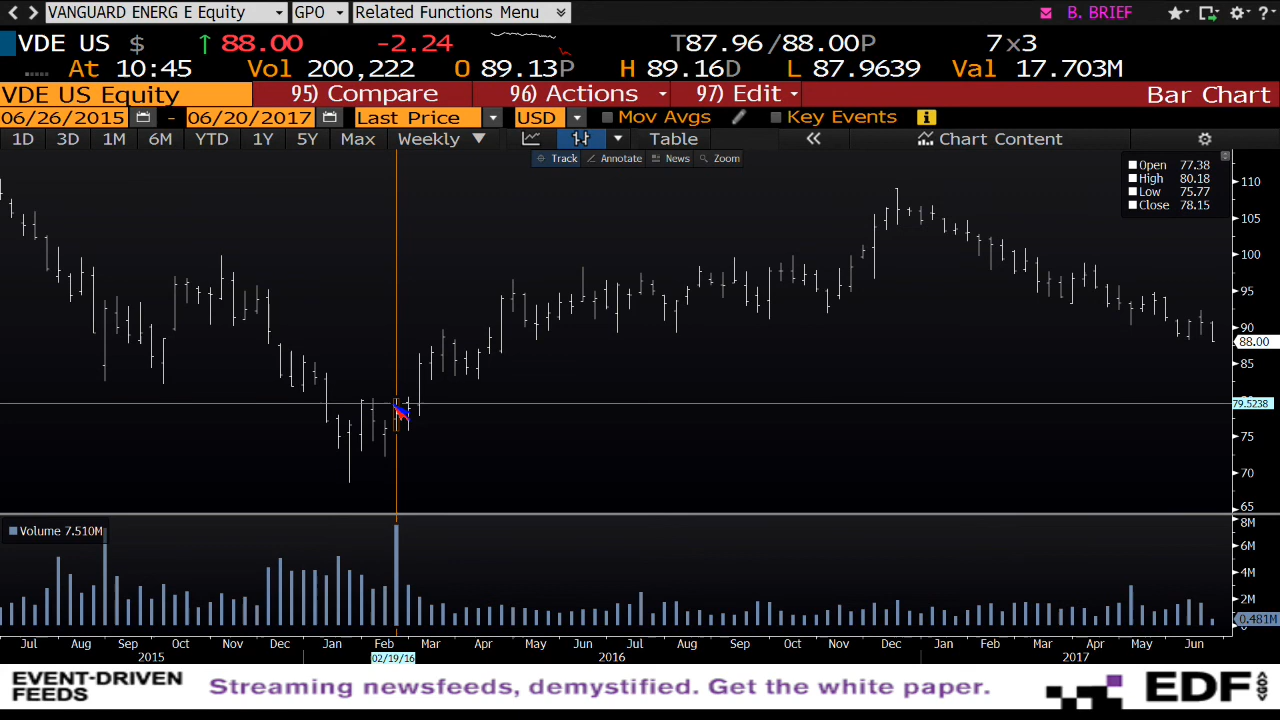 VANGUARD ENERG E Equity GPO Related Functions Menu B. BRIEF ?
VDE US $ ↑ 88.00 -2.24 T87.96 /88.00P 7x3
At 10:45 Vol 200,222 O 89.13P H 89.16D L 87.9639 Val 17.703M
VDE US Equity 95) Compare 96) Actions 97) Edit Bar Chart
06/26/2015 - 06/20/2017 Last Price USD Mov Avgs Key Events
1D 3D 1M 6M YTD 1Y 5Y Max Weekly ▼ Table « Chart Content
Track Annotate News Zoom
Open 77.38
High 80.18
Low 75.77
Close 78.15
110
105
100
95
90
88.00
85
79.5238
75
70
65
Volume 7.510M
8M
6M
4M
2M
0.481M
Jul Aug Sep Oct Nov Dec Jan Feb Mar Apr May Jun Jul Aug Sep Oct Nov Dec Jan Feb Mar Apr May Jun
2015 02/19/16 2016 2017
EVENT-DRIVEN
FEEDS
Streaming newsfeeds, demystified. Get the white paper.
EDF